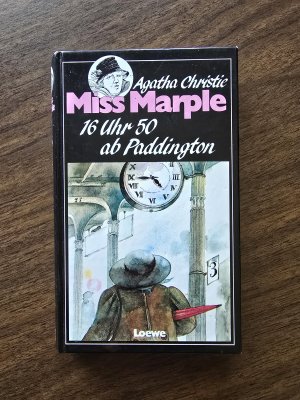 Agatha Christie
Miss Marple
16 Uhr 50
ab Paddington
3
Loewe